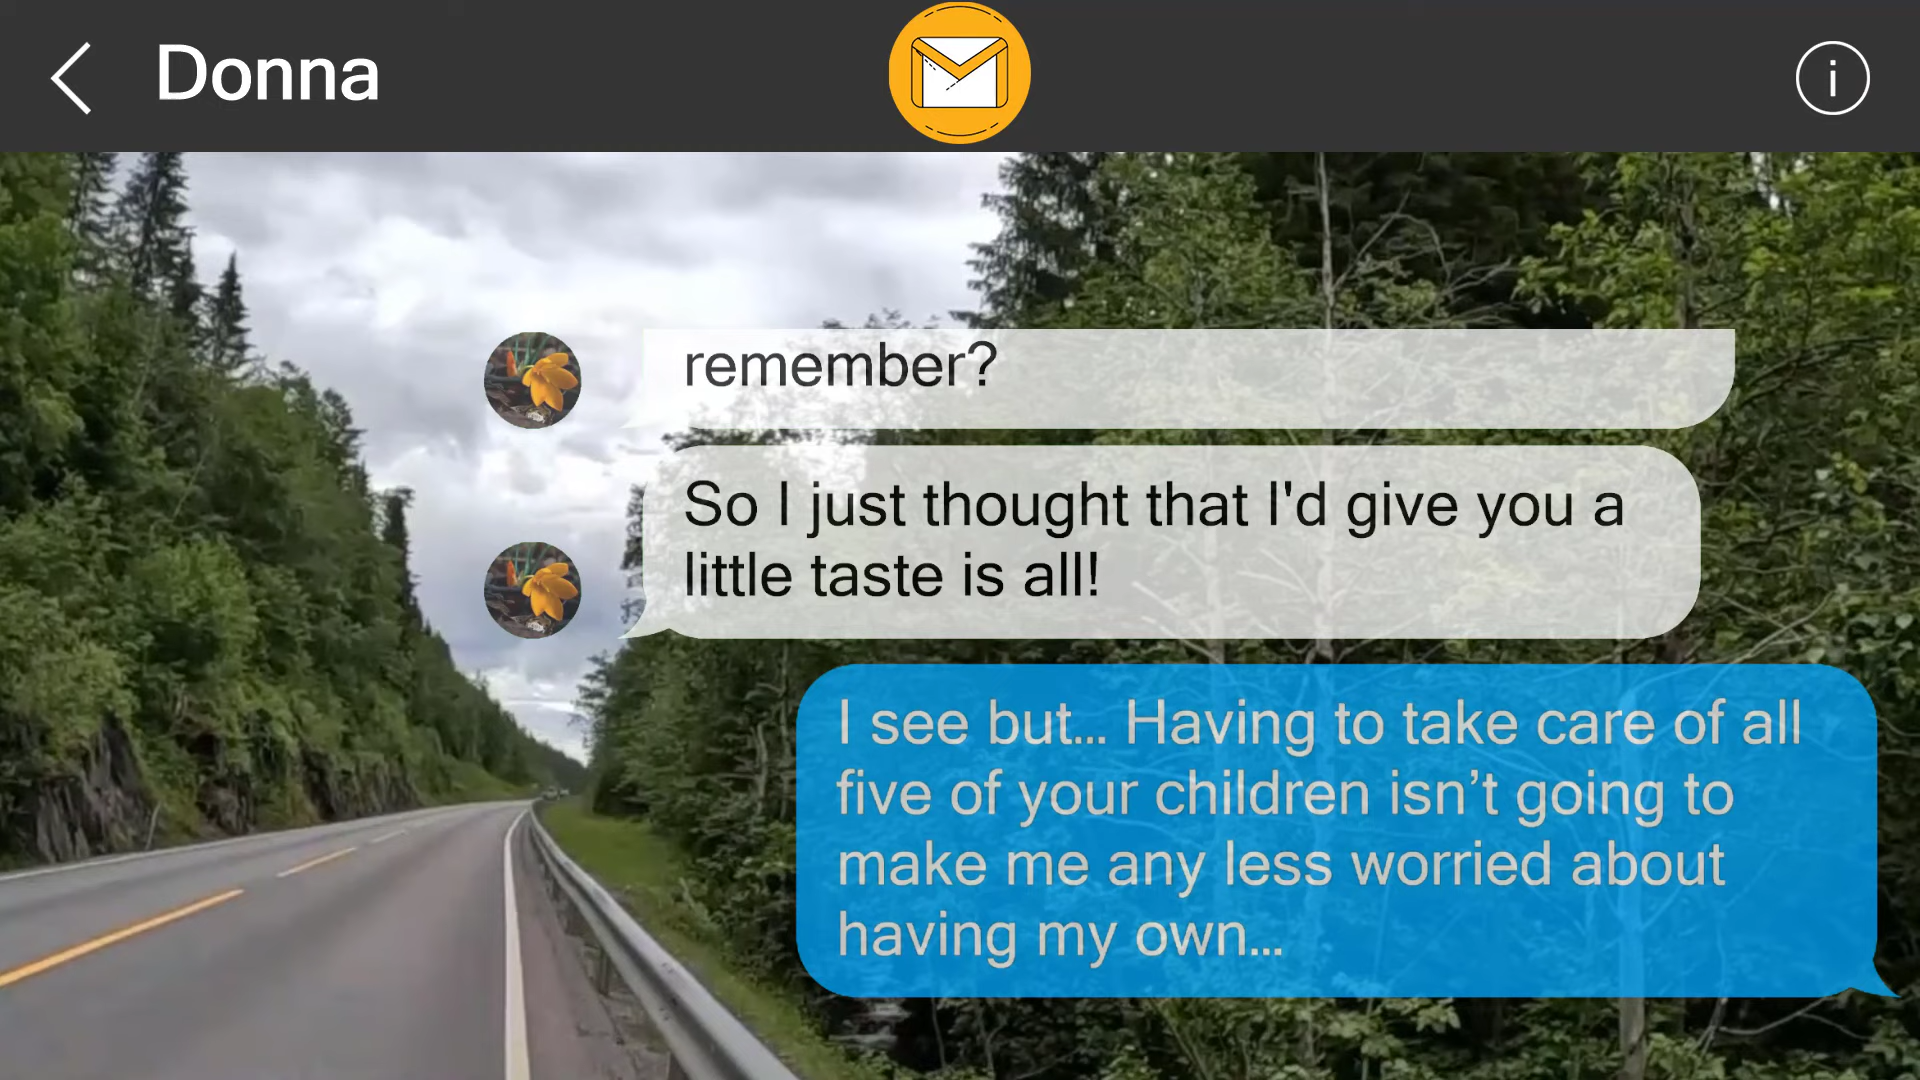 Donna
i
remember?
So I just thought that I'd give you a
little taste is all!
I see but... Having to take care of all
five of your children isn’t going to
make me any less worried about
having my own...